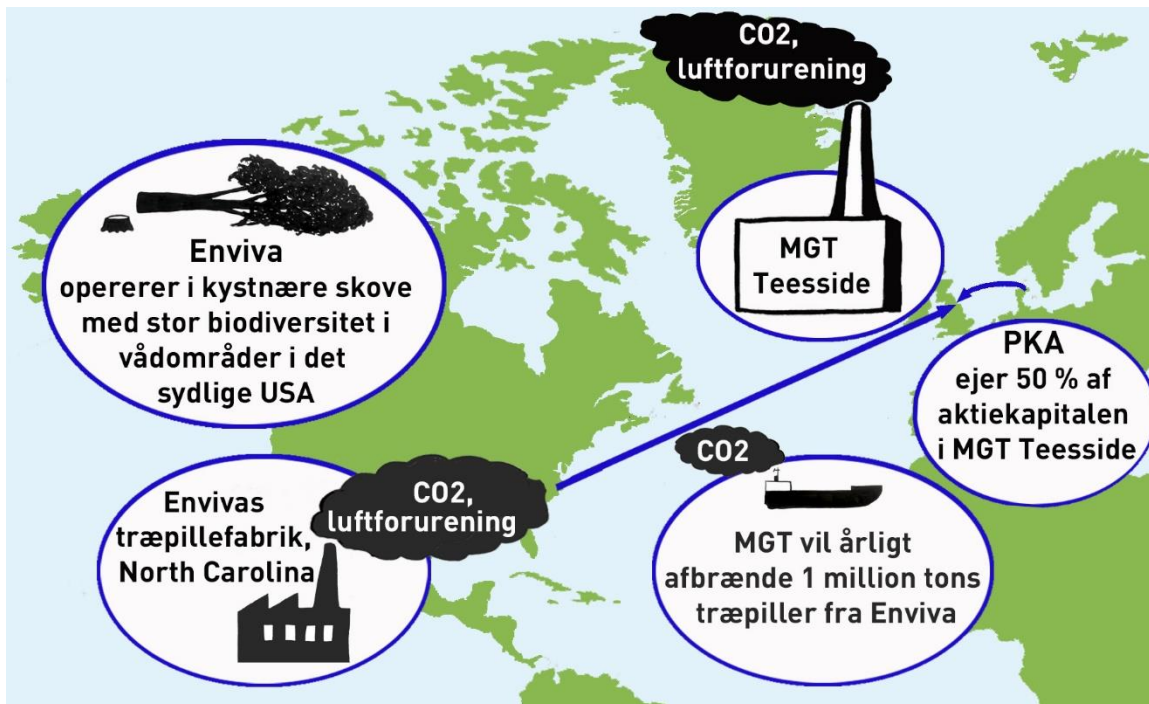 CO2,
luftforurening
MGT
Teesside
Enviva
opererer i kystnære skove
med stor biodiversitet i
vådområder i det
sydlige USA
PKA
ejer 50 % af
aktiekapitalen
i MGT Teesside
Envivas
træpillefabrik,
North Carolina
CO2,
luftforurening
CO2
MGT vil årligt
afbrænde 1 million tons
træpiller fra Enviva